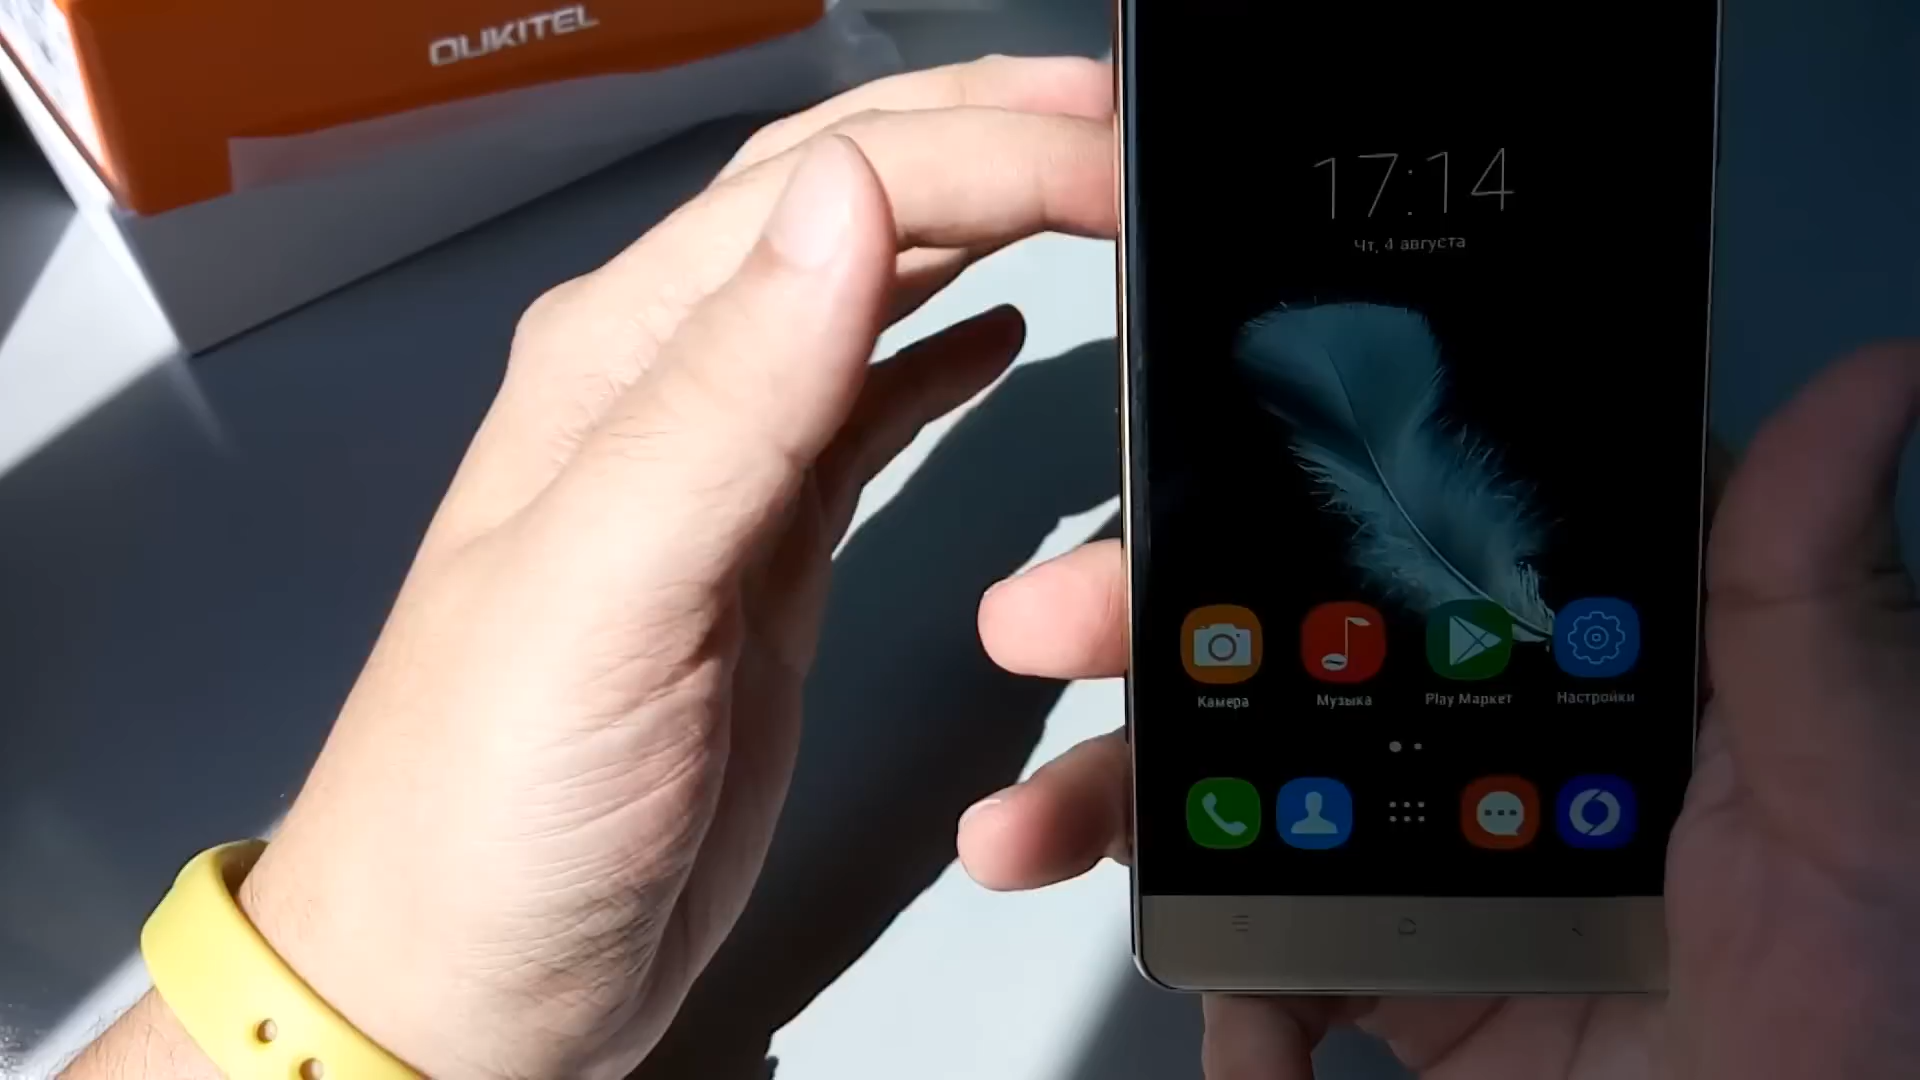 OUKITEL
17:14
Чт, 4 августа
Камера
Музыка
Play Маркет
Настройки